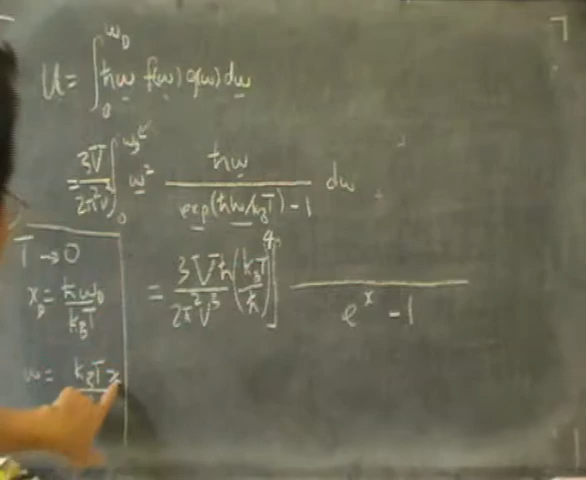 U = ∫₀^ω_D ħω f(ω) g(ω) dω
= 3V/2π²v³ ∫₀^ω_D ω² ħω/(exp(ħω/k_BT) - 1) dω
T → 0
x_D = ħω_D/k_BT
= 3Vħ/2π²v³ (k_BT/ħ)⁴ ∫ /(e^x - 1)
ω = k_BT x